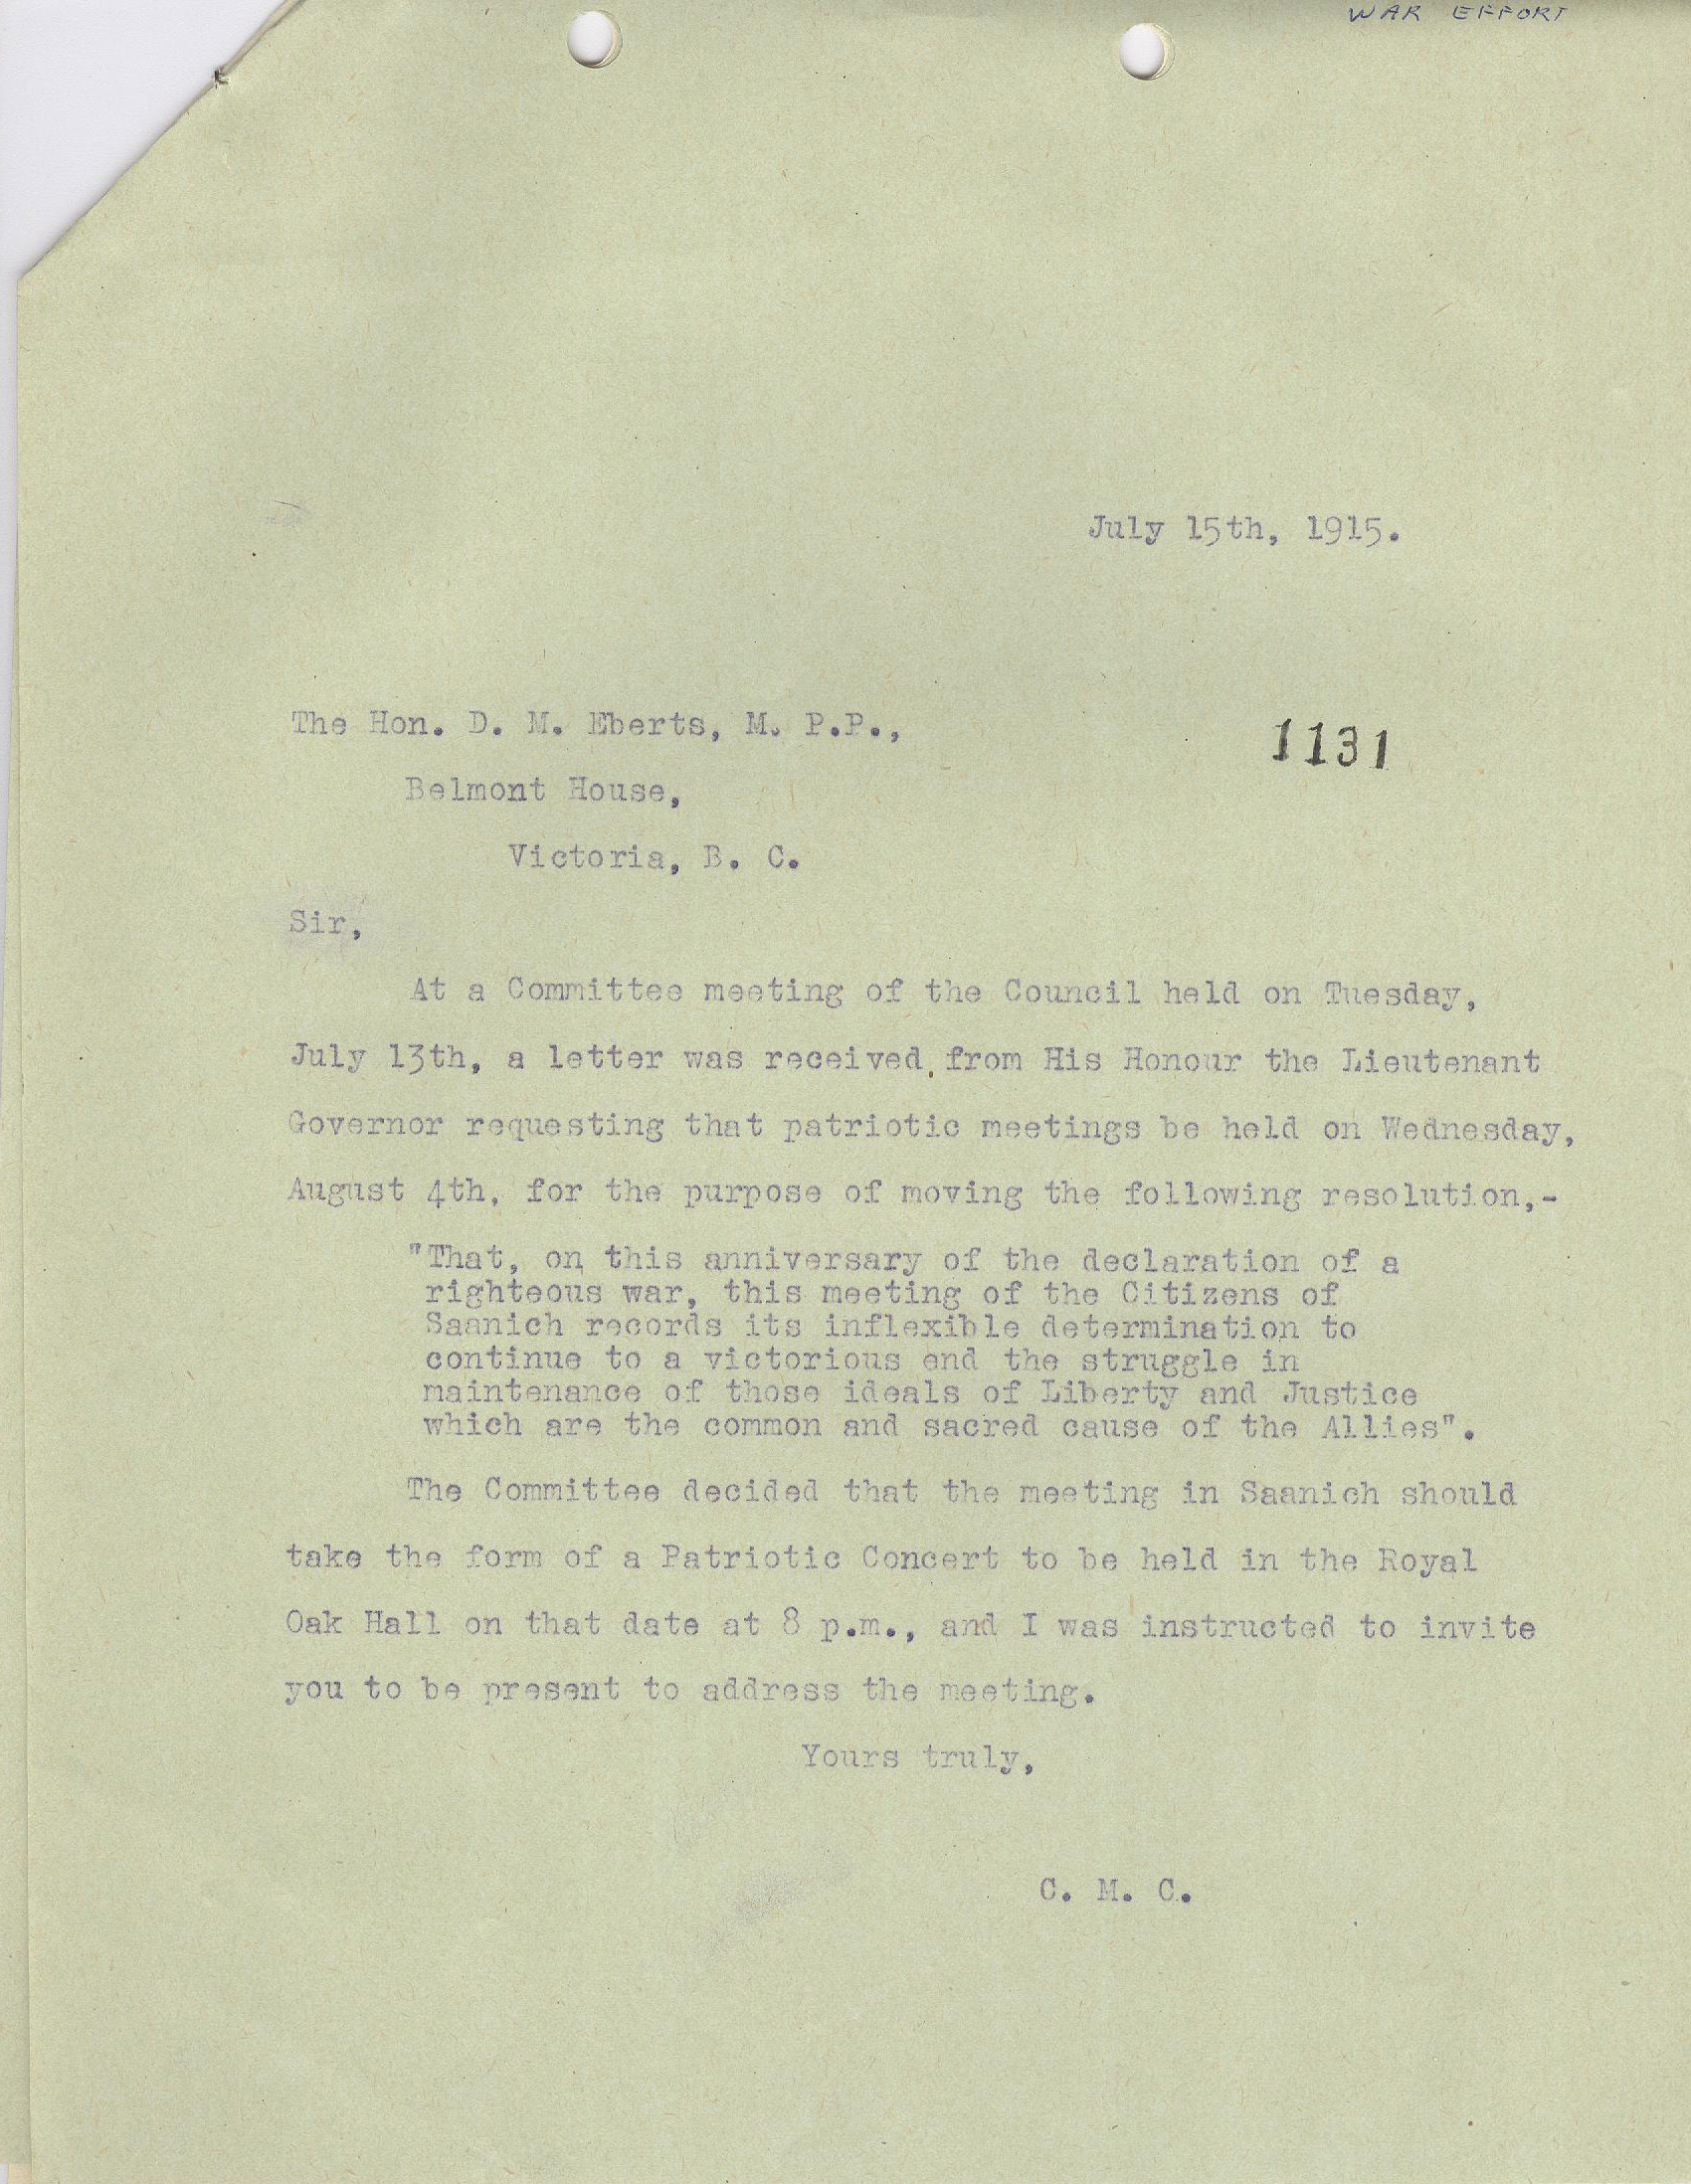 WAR EFFORT
July 15th, 1915.
The Hon. D. M. Eberts, M. P.P.,
1131
Belmont House,
Victoria, B. C.
Sir,
At a Committee meeting of the Council held on Tuesday,
July 13th, a letter was received from His Honour the Lieutenant
Governor requesting that patriotic meetings be held on Wednesday,
August 4th, for the purpose of moving the following resolution,-
"That, on this anniversary of the declaration of a
righteous war, this meeting of the Citizens of
Saanich records its inflexible determination to
continue to a victorious end the struggle in
maintenance of those ideals of Liberty and Justice
which are the common and sacred cause of the Allies".
The Committee decided that the meeting in Saanich should
take the form of a Patriotic Concert to be held in the Royal
Oak Hall on that date at 8 p.m., and I was instructed to invite
you to be present to address the meeting.
Yours truly,
C. M. C.